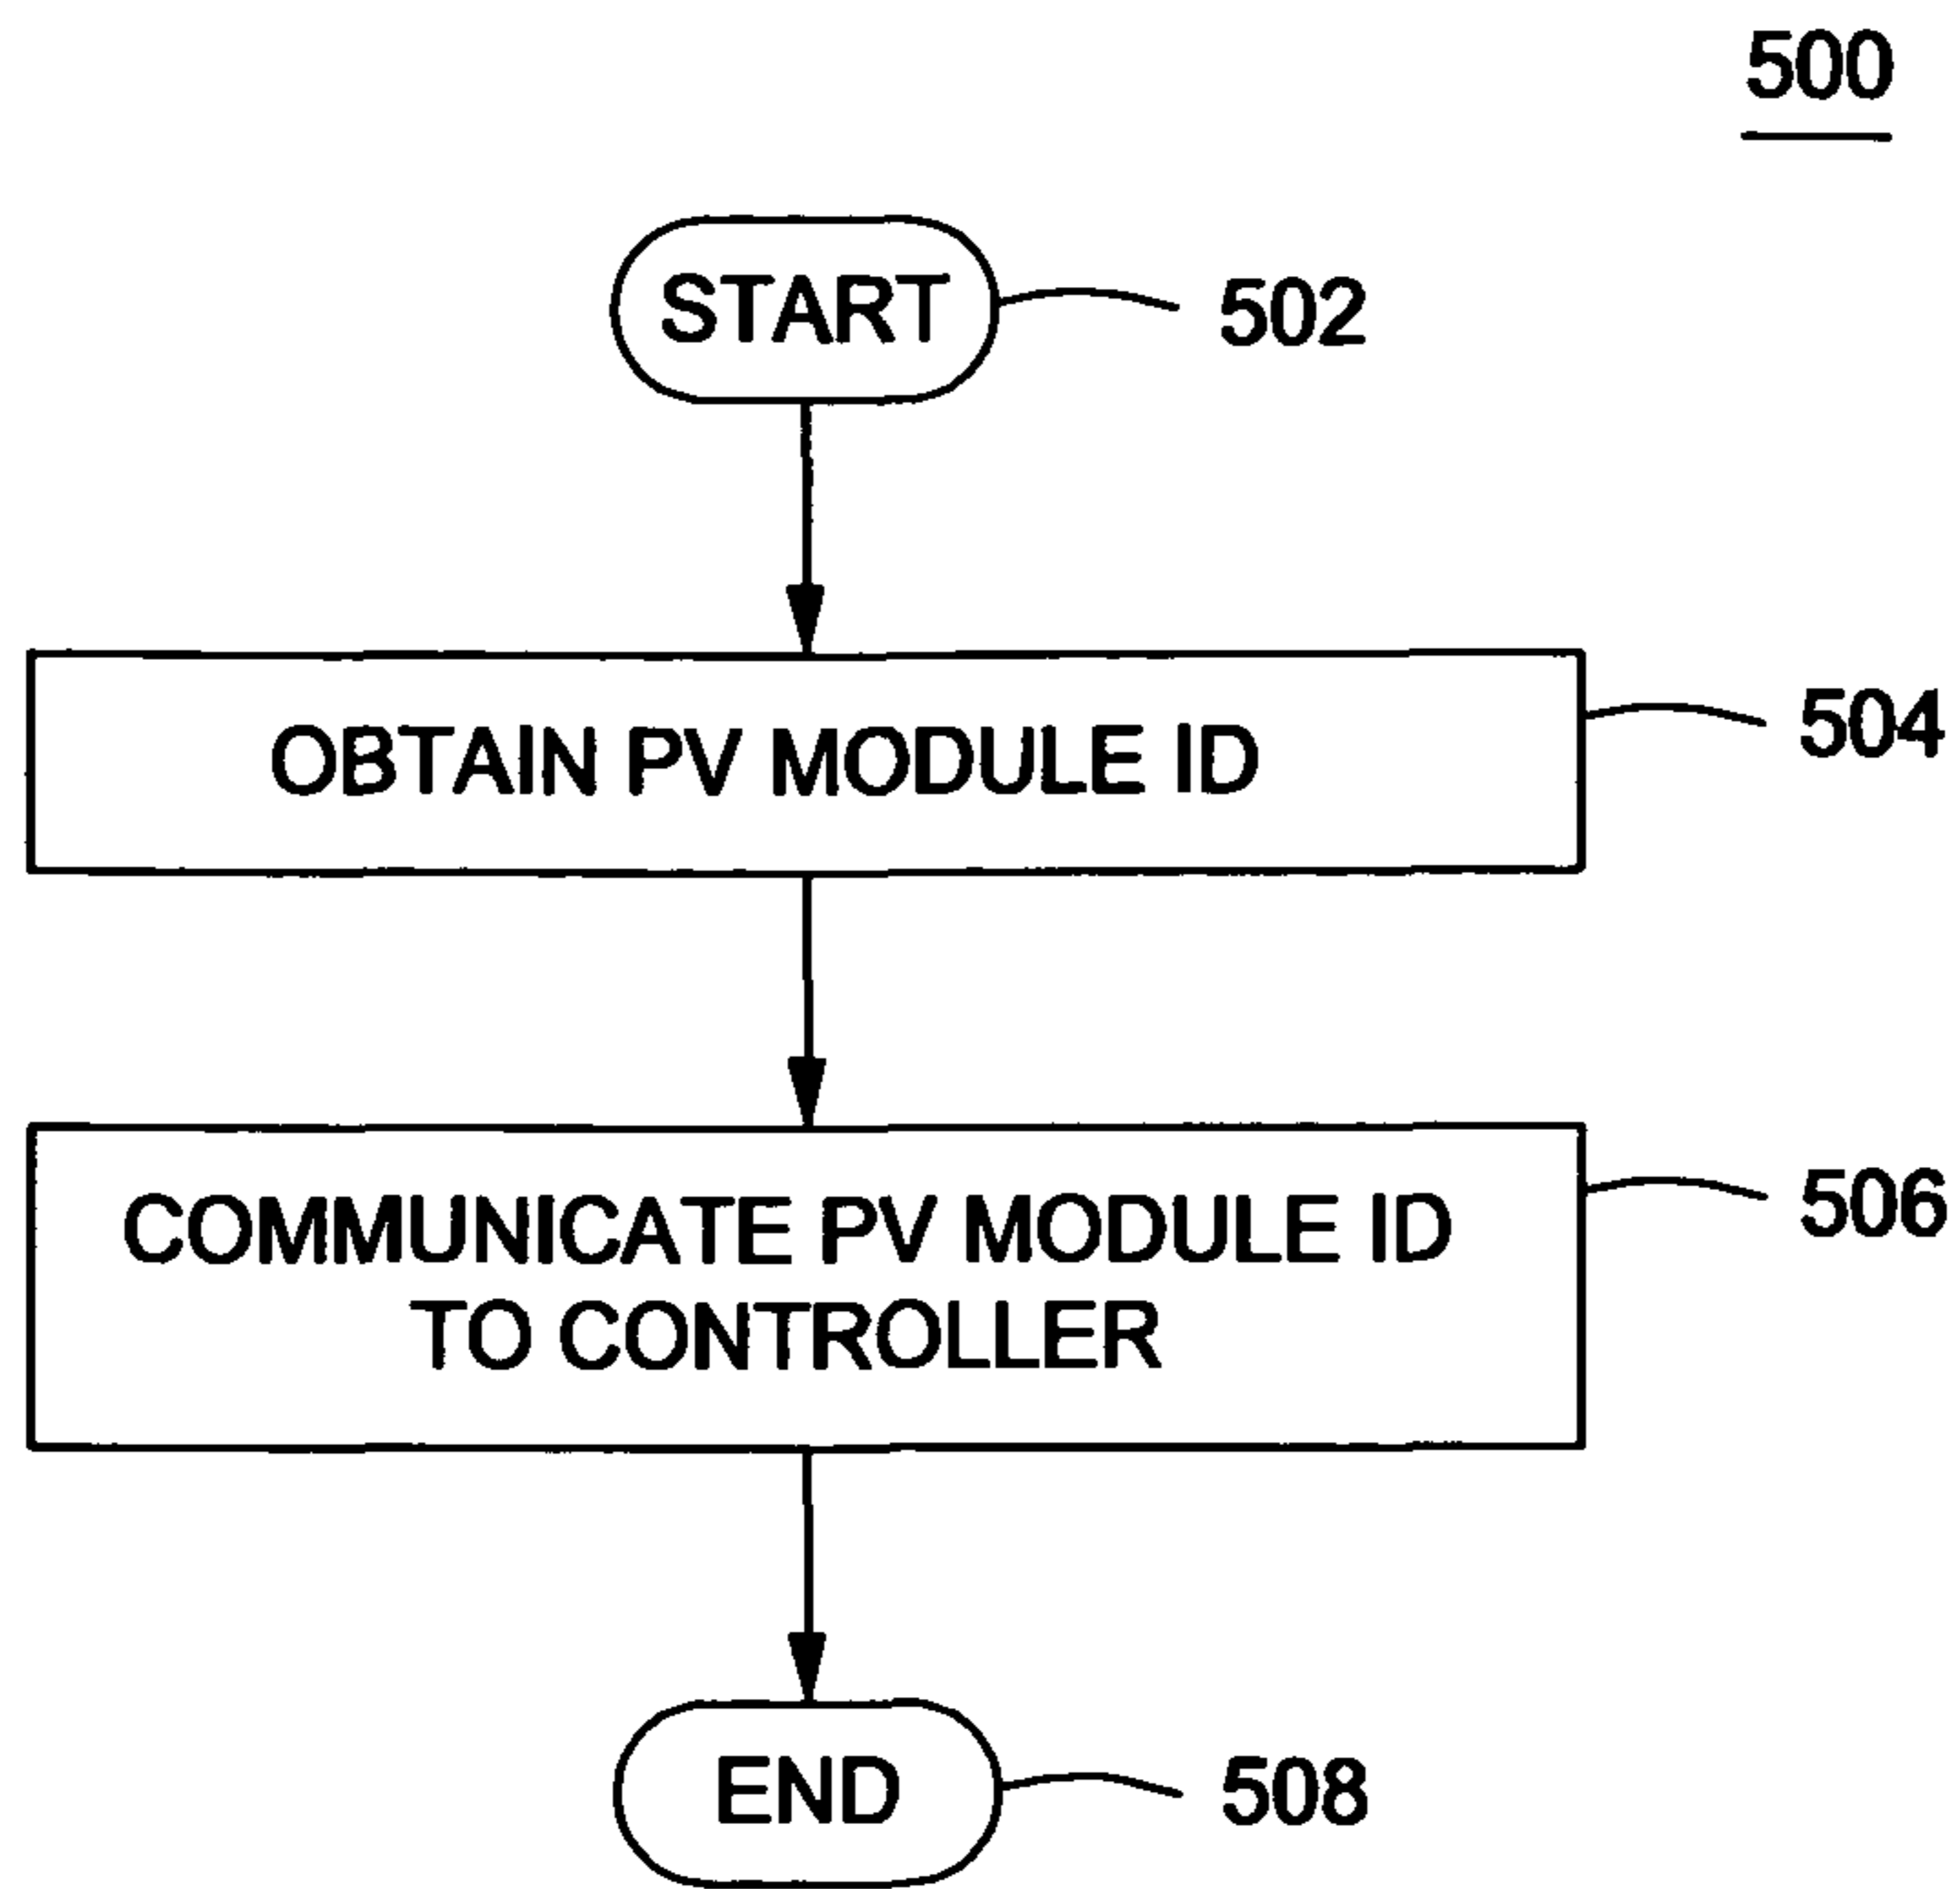 500
START
502
OBTAIN PV MODULE ID
504
COMMUNICATE PV MODULE ID
TO CONTROLLER
506
END
508